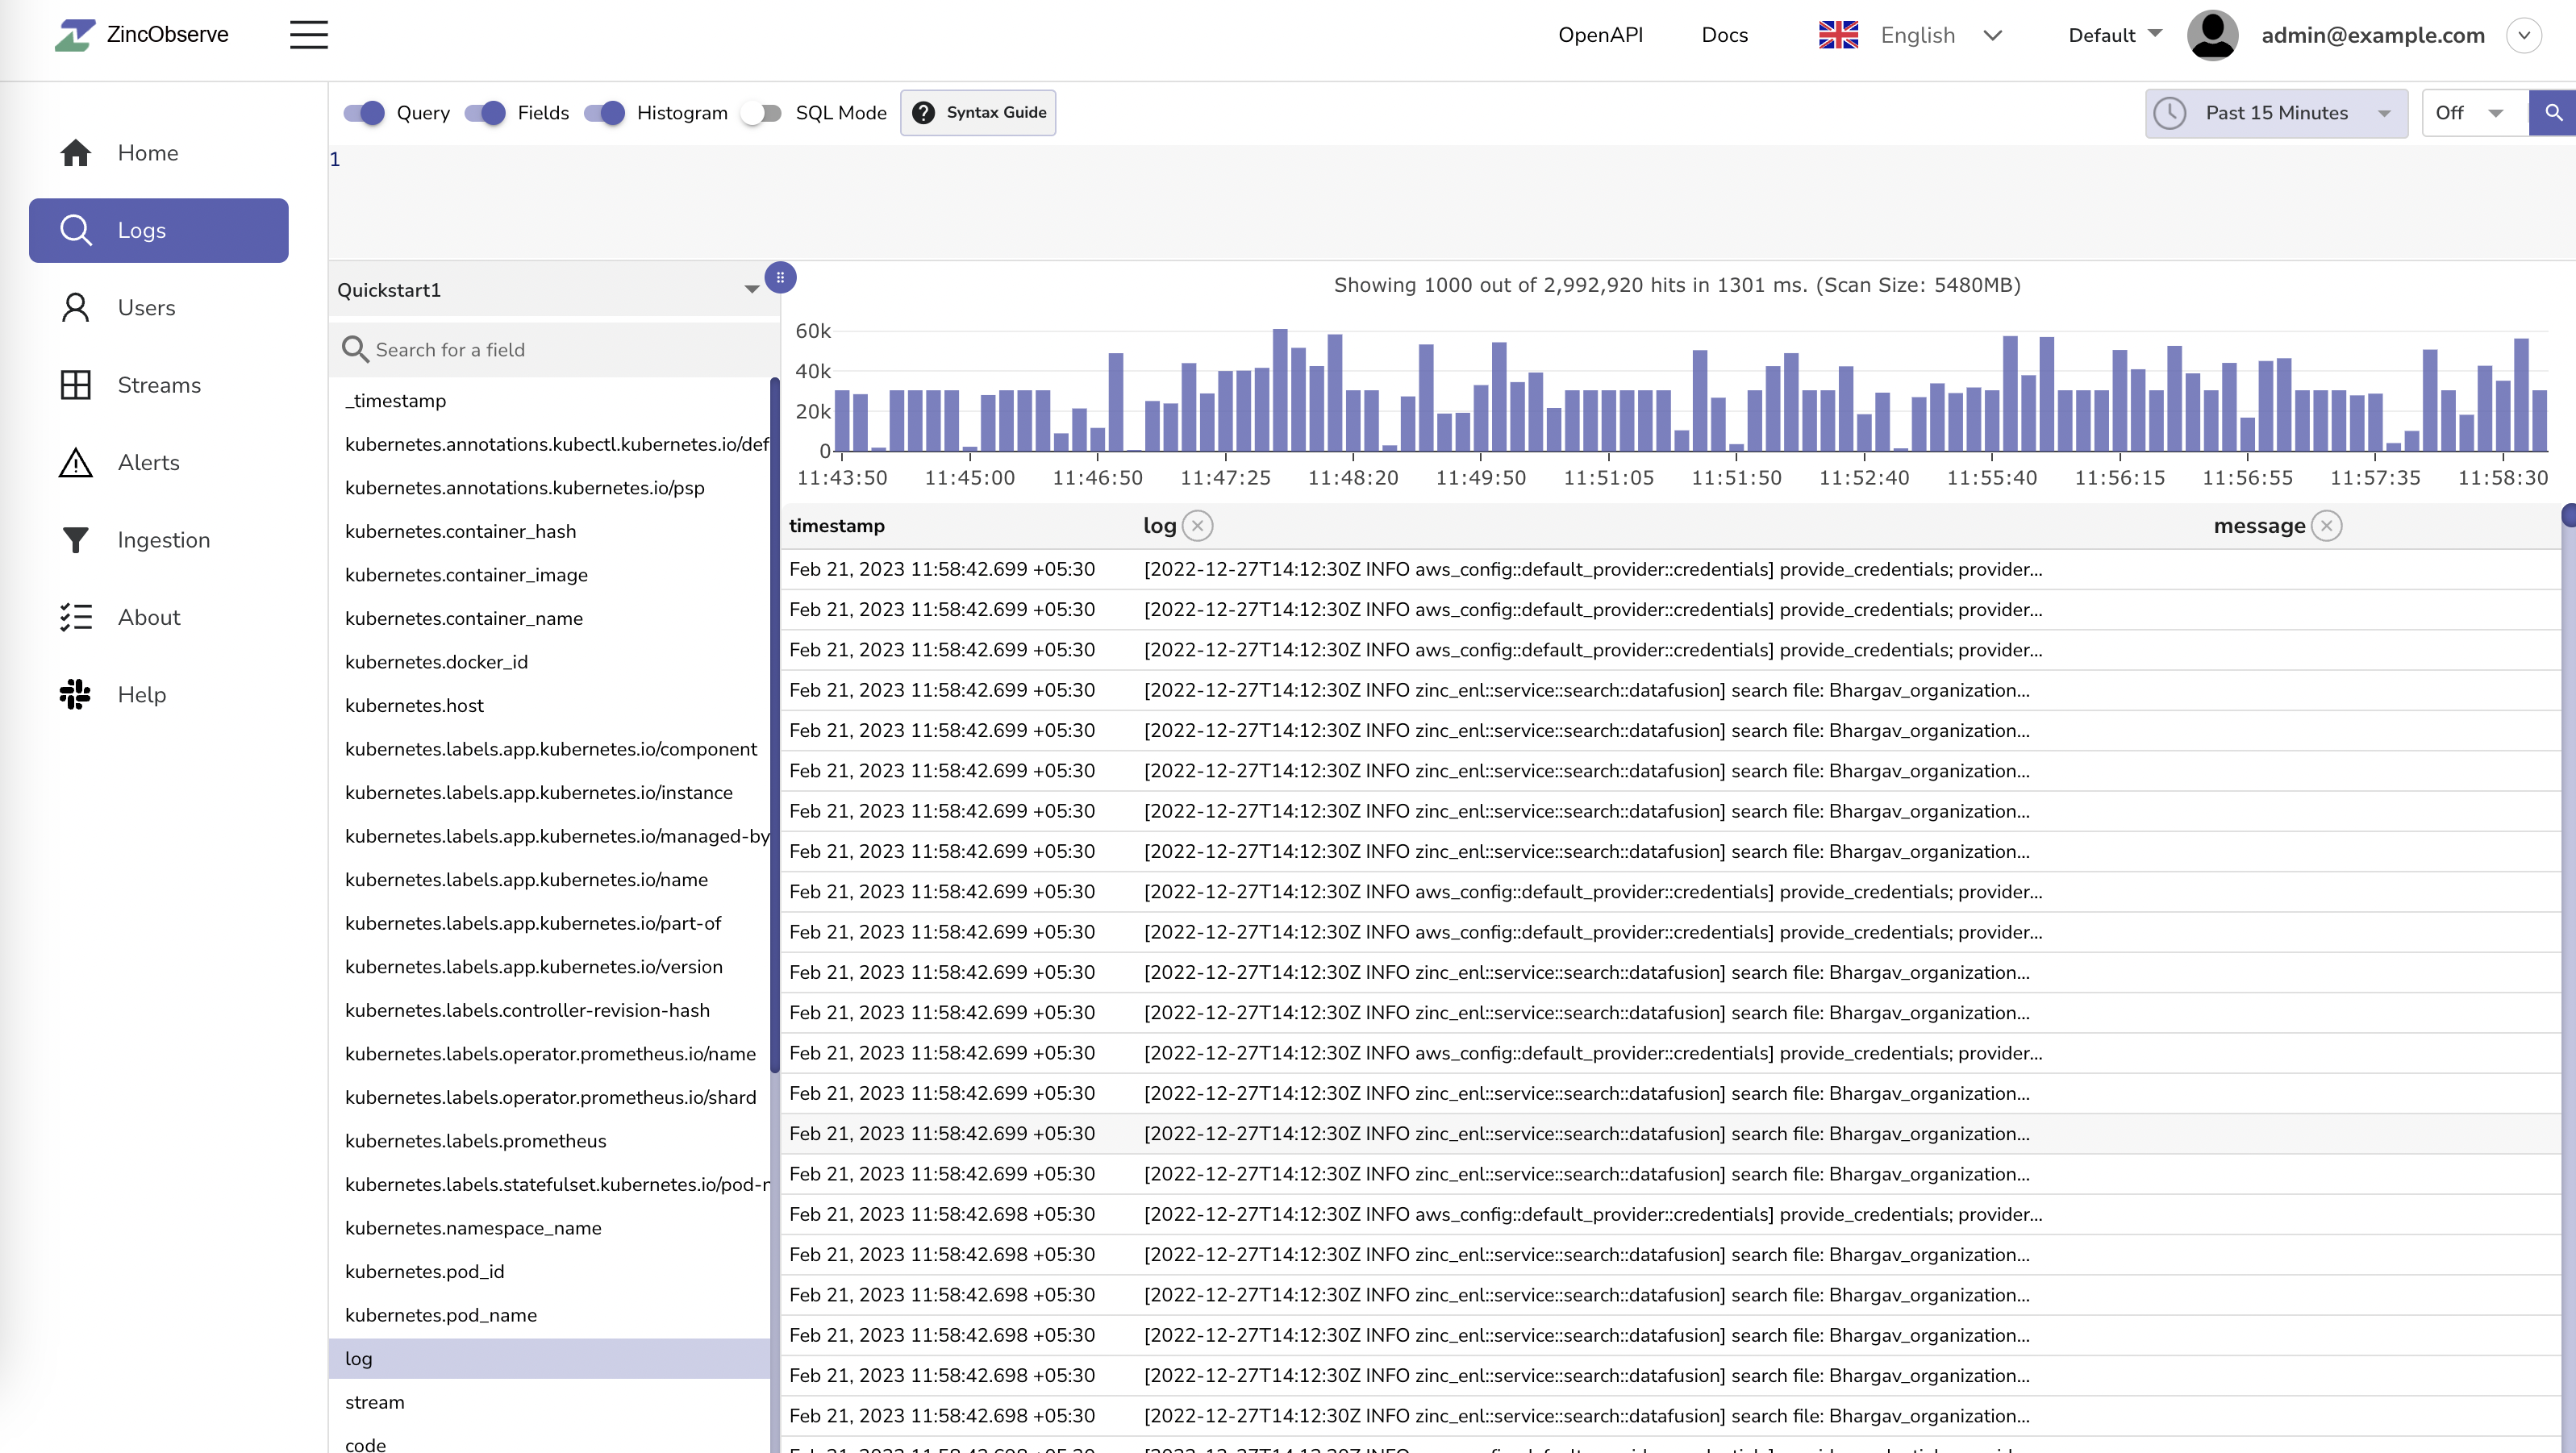 ZincObserve
OpenAPI
Docs
English
Default
admin@example.com
Home
Logs
Users
Streams
Alerts
Ingestion
About
Help
Query
Fields
Histogram
SQL Mode
Syntax Guide
Past 15 Minutes
Off
1
Quickstart1
Search for a field
_timestamp
kubernetes.annotations.kubectl.kubernetes.io/def
kubernetes.annotations.kubernetes.io/psp
kubernetes.container_hash
kubernetes.container_image
kubernetes.container_name
kubernetes.docker_id
kubernetes.host
kubernetes.labels.app.kubernetes.io/component
kubernetes.labels.app.kubernetes.io/instance
kubernetes.labels.app.kubernetes.io/managed-by
kubernetes.labels.app.kubernetes.io/name
kubernetes.labels.app.kubernetes.io/part-of
kubernetes.labels.app.kubernetes.io/version
kubernetes.labels.controller-revision-hash
kubernetes.labels.operator.prometheus.io/name
kubernetes.labels.operator.prometheus.io/shard
kubernetes.labels.prometheus
kubernetes.labels.statefulset.kubernetes.io/pod-n
kubernetes.namespace_name
kubernetes.pod_id
kubernetes.pod_name
log
stream
code
Showing 1000 out of 2,992,920 hits in 1301 ms. (Scan Size: 5480MB)
60k
40k
20k
0
11:43:50 11:45:00 11:46:50 11:47:25 11:48:20 11:49:50 11:51:05 11:51:50 11:52:40 11:55:40 11:56:15 11:56:55 11:57:35 11:58:30
timestamp log message
Feb 21, 2023 11:58:42.699 +05:30 [2022-12-27T14:12:30Z INFO aws_config::default_provider::credentials] provide_credentials; provider...
Feb 21, 2023 11:58:42.699 +05:30 [2022-12-27T14:12:30Z INFO aws_config::default_provider::credentials] provide_credentials; provider...
Feb 21, 2023 11:58:42.699 +05:30 [2022-12-27T14:12:30Z INFO aws_config::default_provider::credentials] provide_credentials; provider...
Feb 21, 2023 11:58:42.699 +05:30 [2022-12-27T14:12:30Z INFO zinc_enl::service::search::datafusion] search file: Bhargav_organization...
Feb 21, 2023 11:58:42.699 +05:30 [2022-12-27T14:12:30Z INFO zinc_enl::service::search::datafusion] search file: Bhargav_organization...
Feb 21, 2023 11:58:42.699 +05:30 [2022-12-27T14:12:30Z INFO zinc_enl::service::search::datafusion] search file: Bhargav_organization...
Feb 21, 2023 11:58:42.699 +05:30 [2022-12-27T14:12:30Z INFO zinc_enl::service::search::datafusion] search file: Bhargav_organization...
Feb 21, 2023 11:58:42.699 +05:30 [2022-12-27T14:12:30Z INFO zinc_enl::service::search::datafusion] search file: Bhargav_organization...
Feb 21, 2023 11:58:42.699 +05:30 [2022-12-27T14:12:30Z INFO aws_config::default_provider::credentials] provide_credentials; provider...
Feb 21, 2023 11:58:42.699 +05:30 [2022-12-27T14:12:30Z INFO aws_config::default_provider::credentials] provide_credentials; provider...
Feb 21, 2023 11:58:42.699 +05:30 [2022-12-27T14:12:30Z INFO zinc_enl::service::search::datafusion] search file: Bhargav_organization...
Feb 21, 2023 11:58:42.699 +05:30 [2022-12-27T14:12:30Z INFO zinc_enl::service::search::datafusion] search file: Bhargav_organization...
Feb 21, 2023 11:58:42.699 +05:30 [2022-12-27T14:12:30Z INFO aws_config::default_provider::credentials] provide_credentials; provider...
Feb 21, 2023 11:58:42.699 +05:30 [2022-12-27T14:12:30Z INFO zinc_enl::service::search::datafusion] search file: Bhargav_organization...
Feb 21, 2023 11:58:42.699 +05:30 [2022-12-27T14:12:30Z INFO zinc_enl::service::search::datafusion] search file: Bhargav_organization...
Feb 21, 2023 11:58:42.699 +05:30 [2022-12-27T14:12:30Z INFO zinc_enl::service::search::datafusion] search file: Bhargav_organization...
Feb 21, 2023 11:58:42.698 +05:30 [2022-12-27T14:12:30Z INFO aws_config::default_provider::credentials] provide_credentials; provider...
Feb 21, 2023 11:58:42.698 +05:30 [2022-12-27T14:12:30Z INFO zinc_enl::service::search::datafusion] search file: Bhargav_organization...
Feb 21, 2023 11:58:42.698 +05:30 [2022-12-27T14:12:30Z INFO zinc_enl::service::search::datafusion] search file: Bhargav_organization...
Feb 21, 2023 11:58:42.698 +05:30 [2022-12-27T14:12:30Z INFO zinc_enl::service::search::datafusion] search file: Bhargav_organization...
Feb 21, 2023 11:58:42.698 +05:30 [2022-12-27T14:12:30Z INFO zinc_enl::service::search::datafusion] search file: Bhargav_organization...
Feb 21, 2023 11:58:42.698 +05:30 [2022-12-27T14:12:30Z INFO zinc_enl::service::search::datafusion] search file: Bhargav_organization...